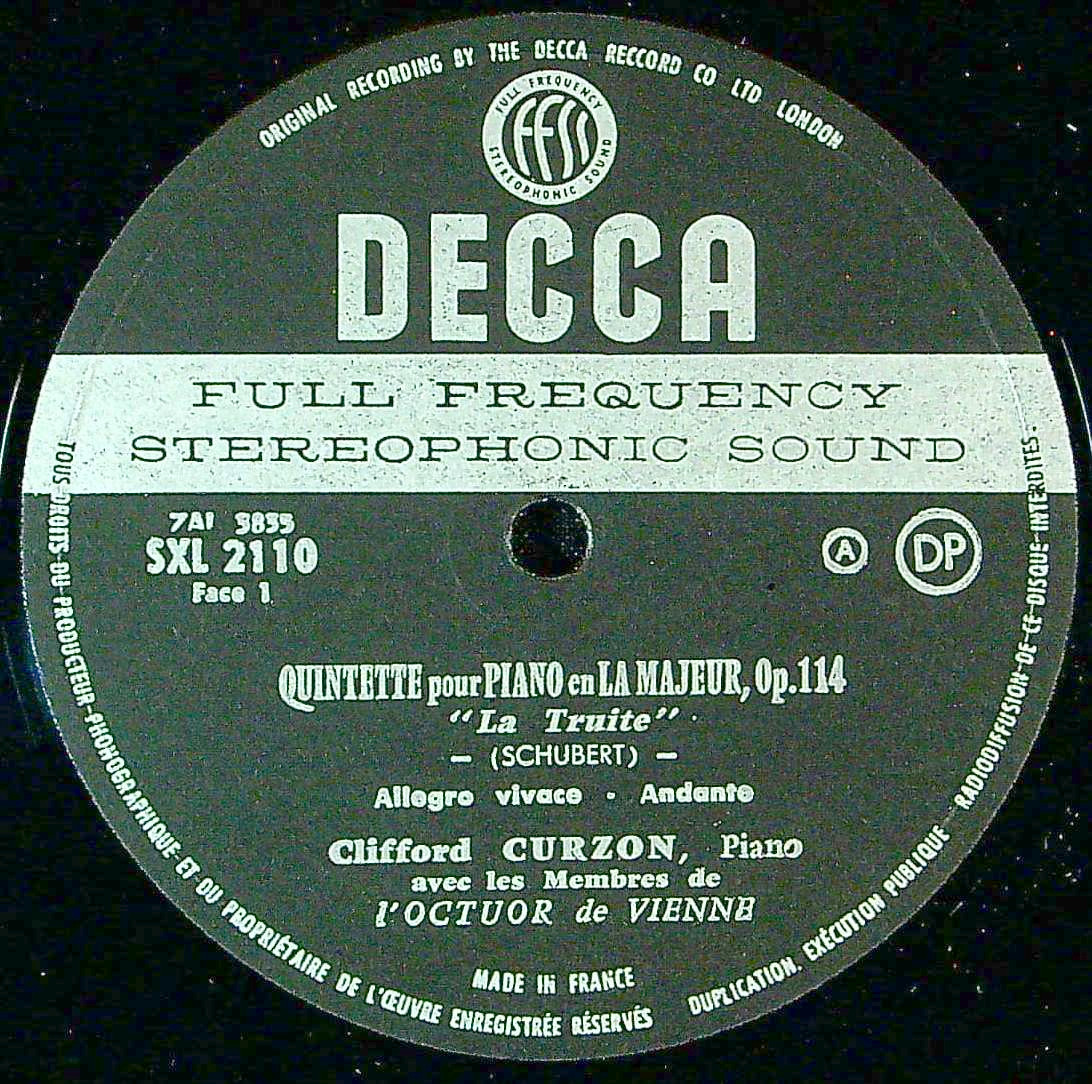 ORIGINAL RECORDING BY THE DECCA RECCORD CO LTD LONDON
FULL FREQUENCY
FFSS
STEREOPHONIC SOUND
DECCA
FULL FREQUENCY
STEREOPHONIC SOUND
7A1 3855
SXL 2110
Face 1
A
DP
QUINTETTE pour PIANO en LA MAJEUR, Op.114
"La Truite"
- (SCHUBERT) -
Allegro vivace - Andante
Clifford CURZON, Piano
avec les Membres de
l'OCTUOR de VIENNE
MADE IN FRANCE
TOUS-DROITS-DU-PRODUCTEUR-PHONOGRAPHIQUE-ET DU PROPRIÉTAIRE DE L'ŒUVRE ENREGISTRÉE RÉSERVÉS
DUPLICATION. EXÉCUTION PUBLIQUE RADIODIFFUSION-DE-CE-DISQUE-INTERDITES.